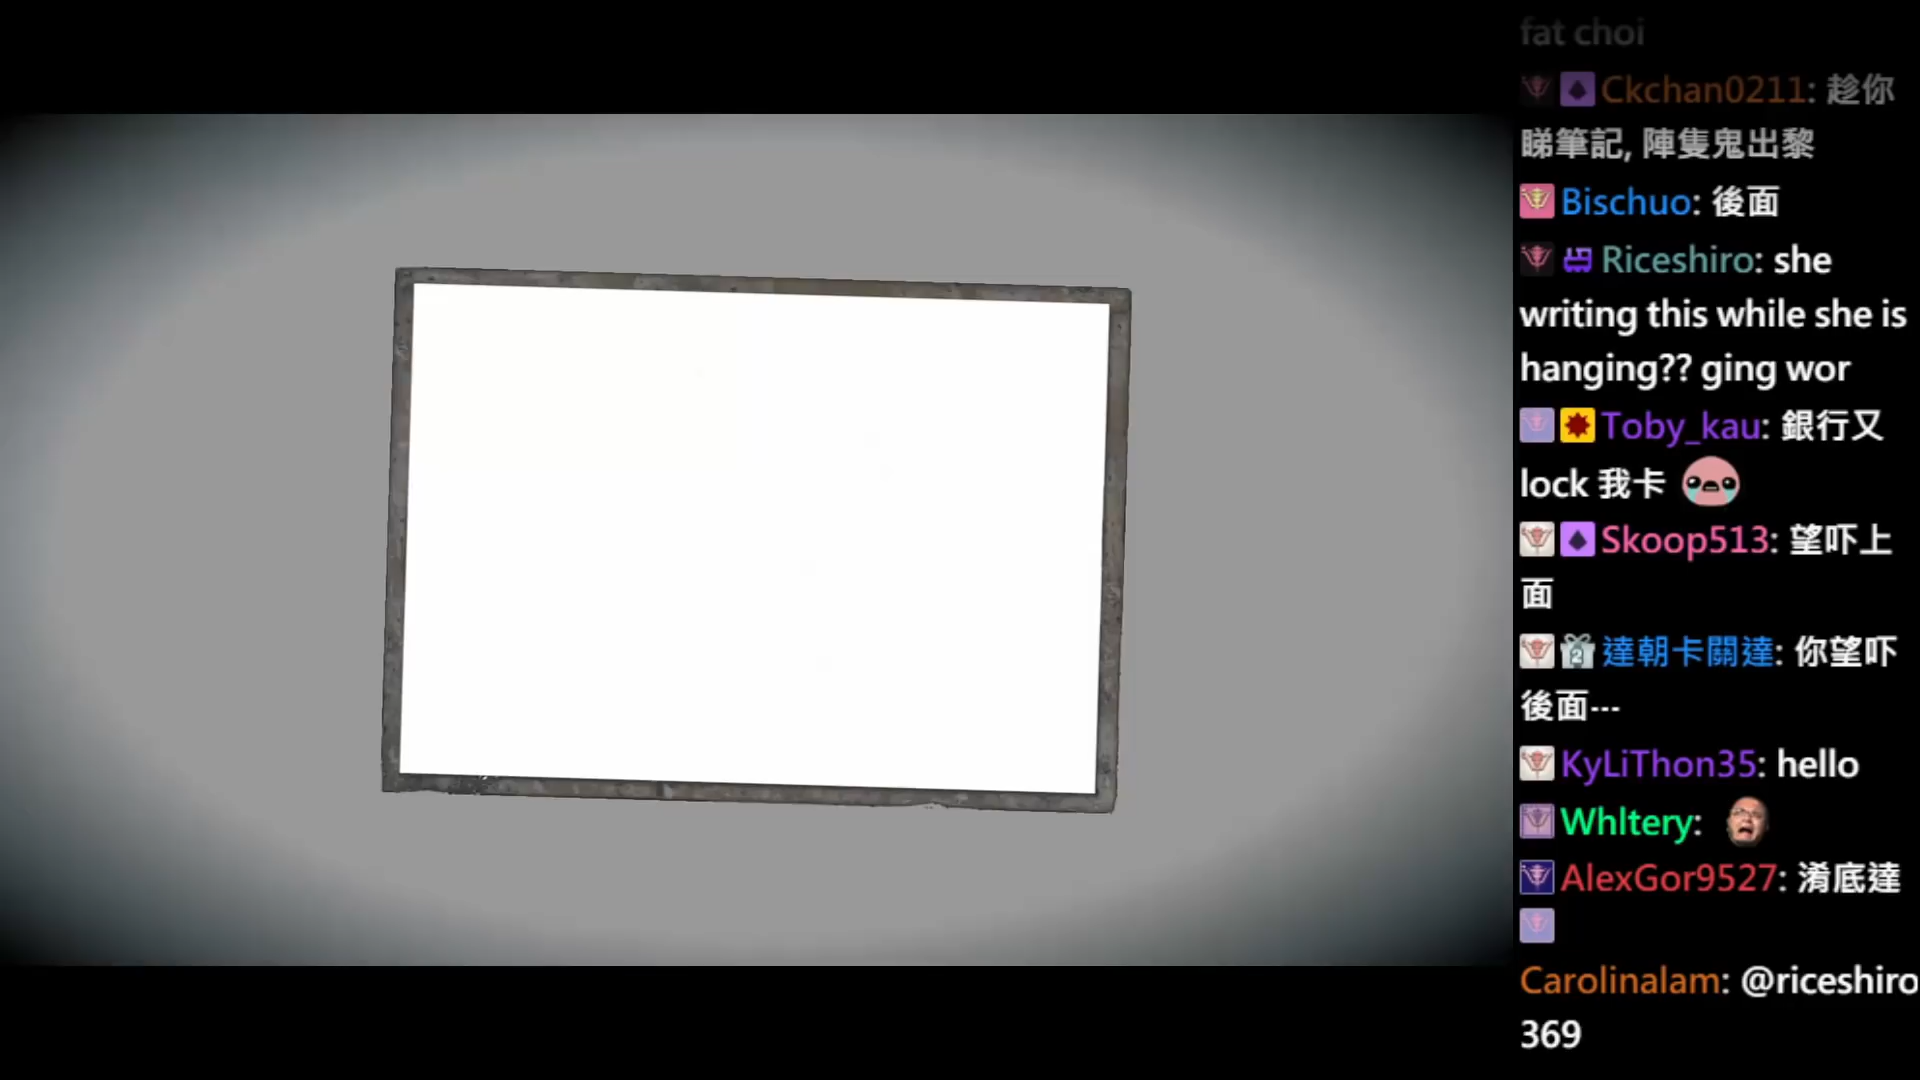 fat choi
Ckchan0211: 趁你
睇筆記, 陣隻鬼出黎
Bischuo: 後面
Riceshiro: she
writing this while she is
hanging?? ging wor
Toby_kau: 銀行又
lock 我卡
Skoop513: 望吓上
面
達朝卡關達: 你望吓
後面...
KyLiThon35: hello
Whltery:
AlexGor9527: 淆底達
Carolinalam: @riceshiro
369